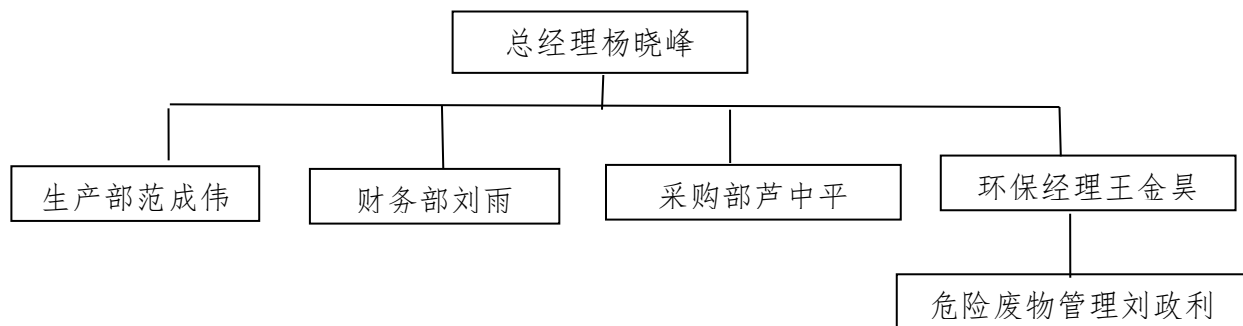 总经理杨晓峰
生产部范成伟
财务部刘雨
采购部芦中平
环保经理王金昊
危险废物管理刘政利